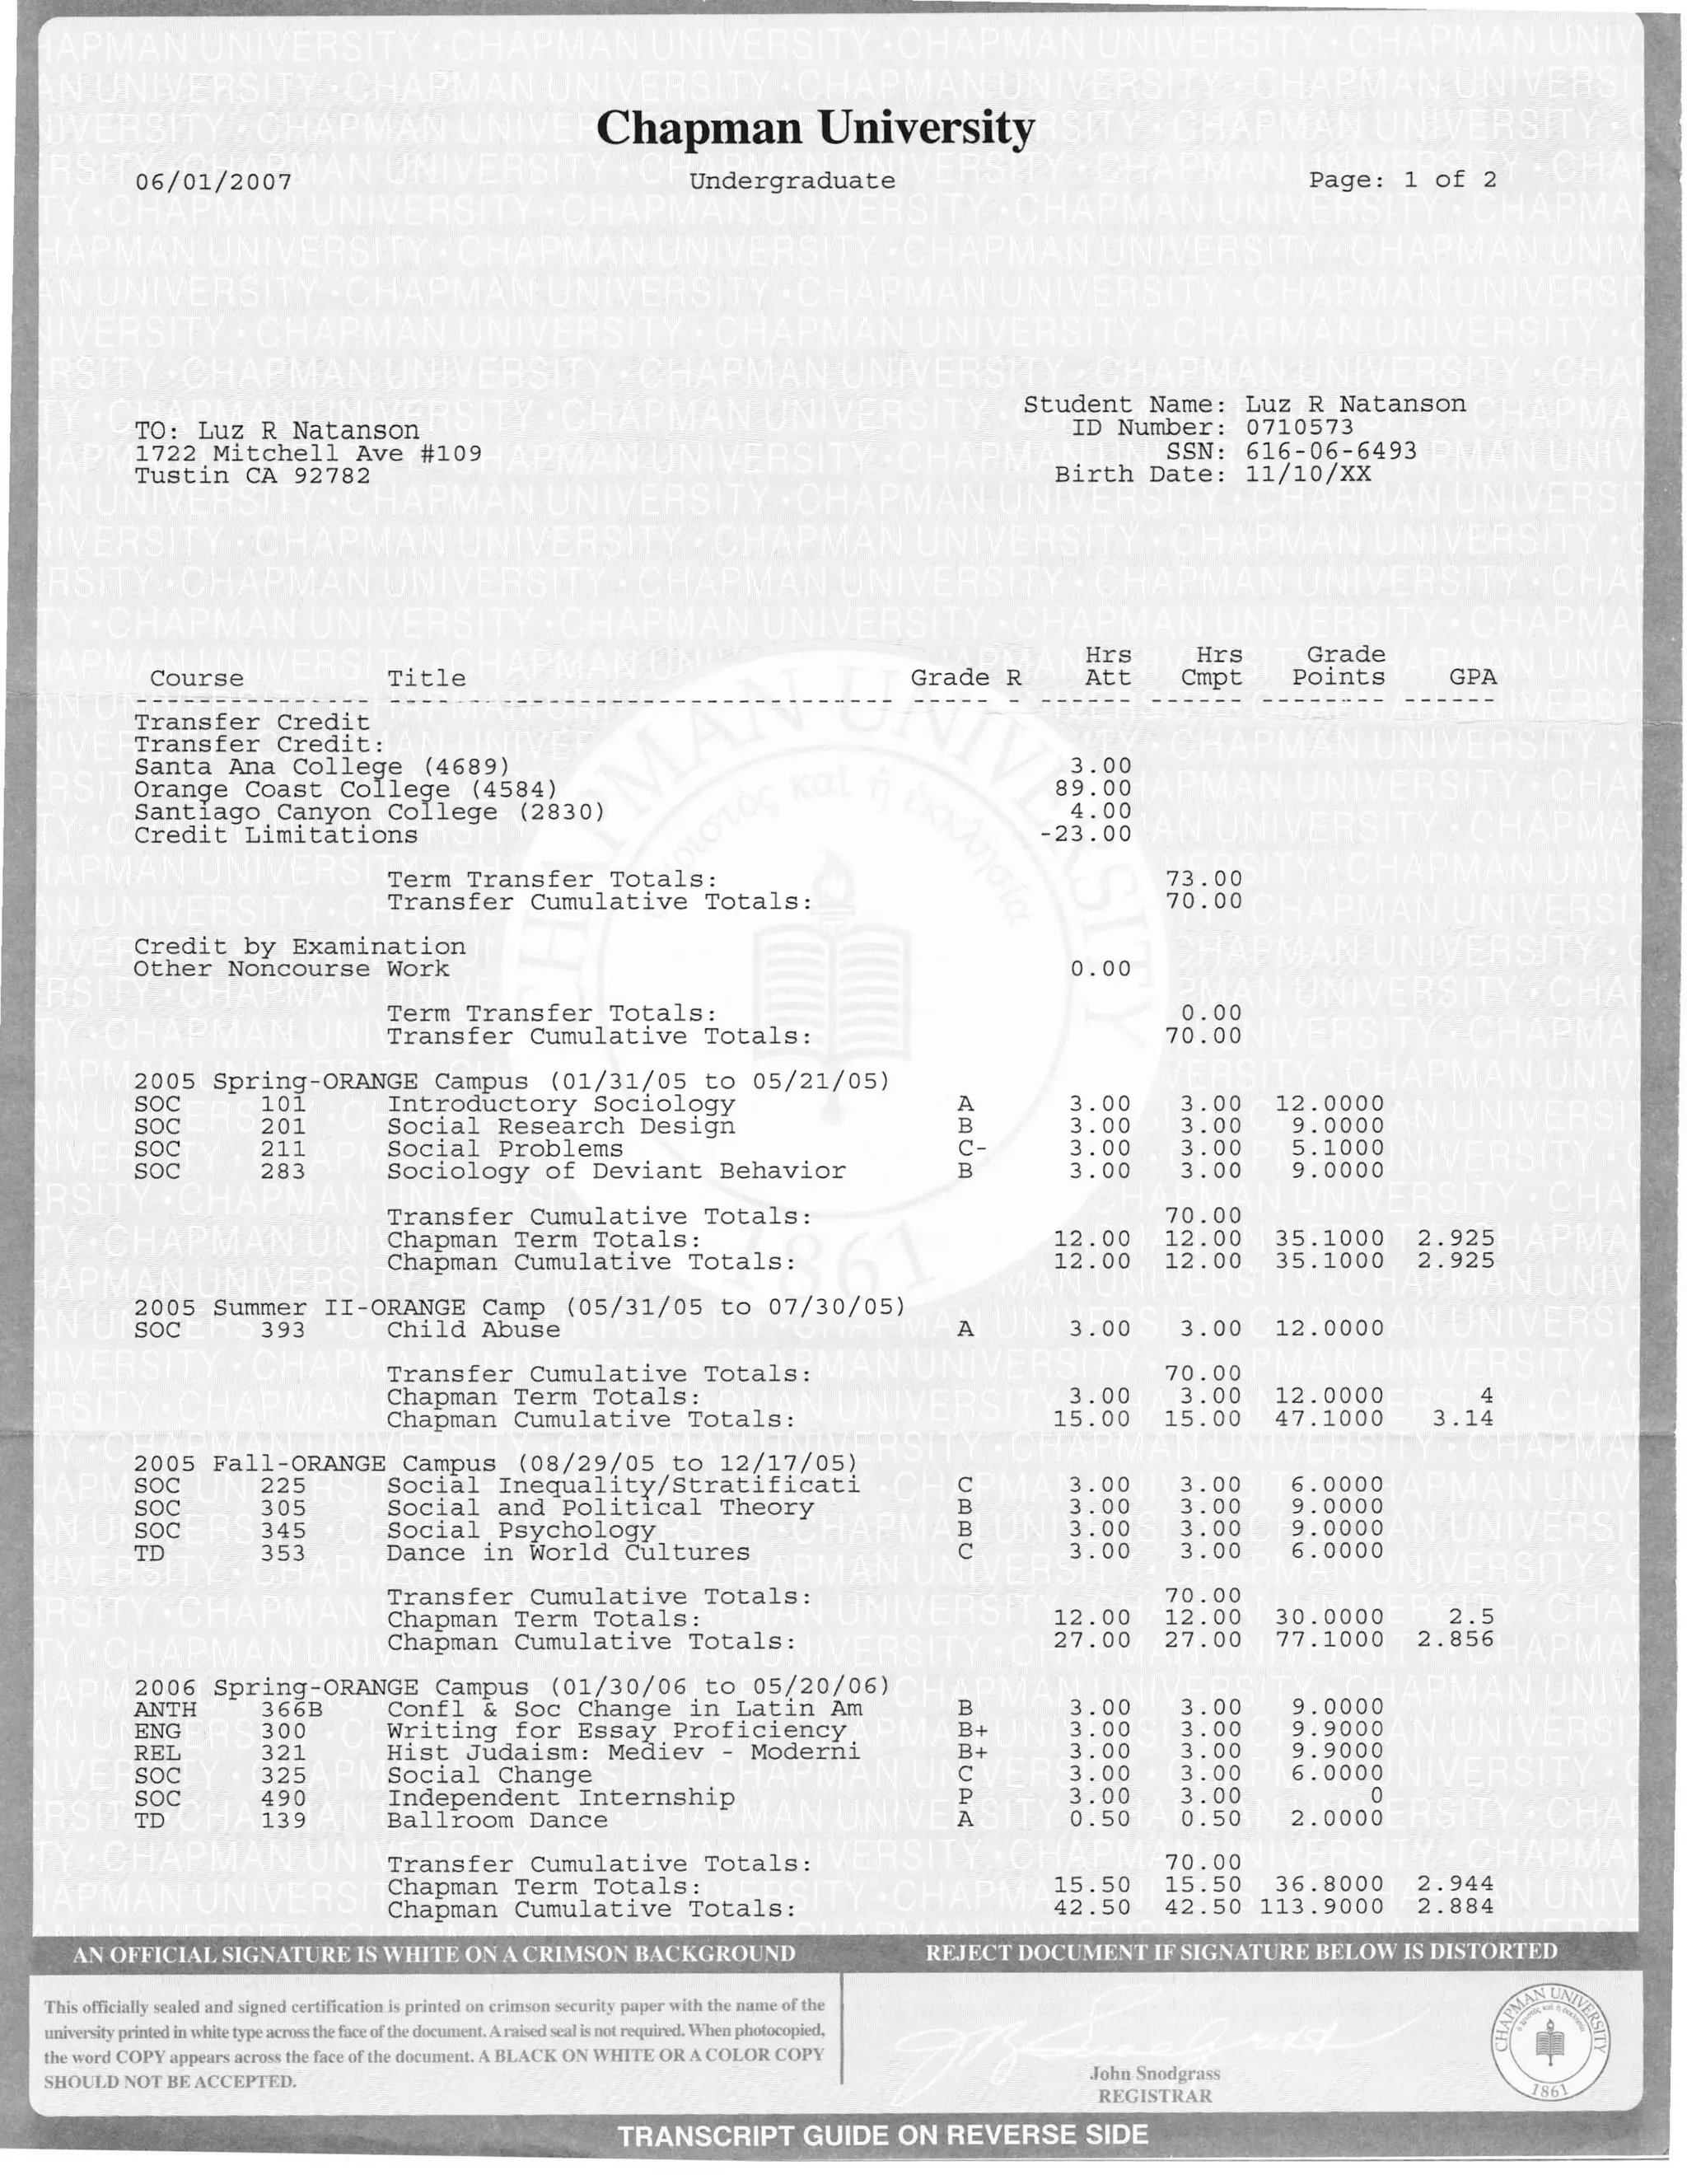 Chapman University
06/01/2007 Undergraduate Page: 1 of 2
Student Name: Luz R Natanson
TO: Luz R Natanson ID Number: 0710573
1722 Mitchell Ave #109 SSN: 616-06-6493
Tustin CA 92782 Birth Date: 11/10/XX
Hrs Hrs Grade
Course Title Grade R Att Cmpt Points GPA
Transfer Credit
Transfer Credit:
Santa Ana College (4689) 3.00
Orange Coast College (4584) 89.00
Santiago Canyon College (2830) 4.00
Credit Limitations -23.00
Term Transfer Totals: 73.00
Transfer Cumulative Totals: 70.00
Credit by Examination
Other Noncourse Work 0.00
Term Transfer Totals: 0.00
Transfer Cumulative Totals: 70.00
2005 Spring-ORANGE Campus (01/31/05 to 05/21/05)
SOC 101 Introductory Sociology A 3.00 3.00 12.0000
SOC 201 Social Research Design B 3.00 3.00 9.0000
SOC 211 Social Problems C- 3.00 3.00 5.1000
SOC 283 Sociology of Deviant Behavior B 3.00 3.00 9.0000
Transfer Cumulative Totals: 70.00
Chapman Term Totals: 12.00 12.00 35.1000 2.925
Chapman Cumulative Totals: 12.00 12.00 35.1000 2.925
2005 Summer II-ORANGE Camp (05/31/05 to 07/30/05)
SOC 393 Child Abuse A 3.00 3.00 12.0000
Transfer Cumulative Totals: 70.00
Chapman Term Totals: 3.00 3.00 12.0000 4
Chapman Cumulative Totals: 15.00 15.00 47.1000 3.14
2005 Fall-ORANGE Campus (08/29/05 to 12/17/05)
SOC 225 Social Inequality/Stratificati C 3.00 3.00 6.0000
SOC 305 Social and Political Theory B 3.00 3.00 9.0000
SOC 345 Social Psychology B 3.00 3.00 9.0000
TD 353 Dance in World Cultures C 3.00 3.00 6.0000
Transfer Cumulative Totals: 70.00
Chapman Term Totals: 12.00 12.00 30.0000 2.5
Chapman Cumulative Totals: 27.00 27.00 77.1000 2.856
2006 Spring-ORANGE Campus (01/30/06 to 05/20/06)
ANTH 366B Confl & Soc Change in Latin Am B 3.00 3.00 9.0000
ENG 300 Writing for Essay Proficiency B+ 3.00 3.00 9.9000
REL 321 Hist Judaism: Mediev - Moderni B+ 3.00 3.00 9.9000
SOC 325 Social Change C 3.00 3.00 6.0000
SOC 490 Independent Internship P 3.00 3.00 0
TD 139 Ballroom Dance A 0.50 0.50 2.0000
Transfer Cumulative Totals: 70.00
Chapman Term Totals: 15.50 15.50 36.8000 2.944
Chapman Cumulative Totals: 42.50 42.50 113.9000 2.884
AN OFFICIAL SIGNATURE IS WHITE ON A CRIMSON BACKGROUND REJECT DOCUMENT IF SIGNATURE BELOW IS DISTORTED
This officially sealed and signed certification is printed on crimson security paper with the name of the
university printed in white type across the face of the document. A raised seal is not required. When photocopied,
the word COPY appears across the face of the document. A BLACK ON WHITE OR A COLOR COPY
SHOULD NOT BE ACCEPTED.
John Snodgrass
REGISTRAR
CHAPMAN UNIVERSITY
1861
TRANSCRIPT GUIDE ON REVERSE SIDE